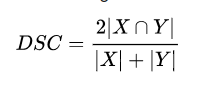 DSC = 2|X ∩ Y| / |X| + |Y|